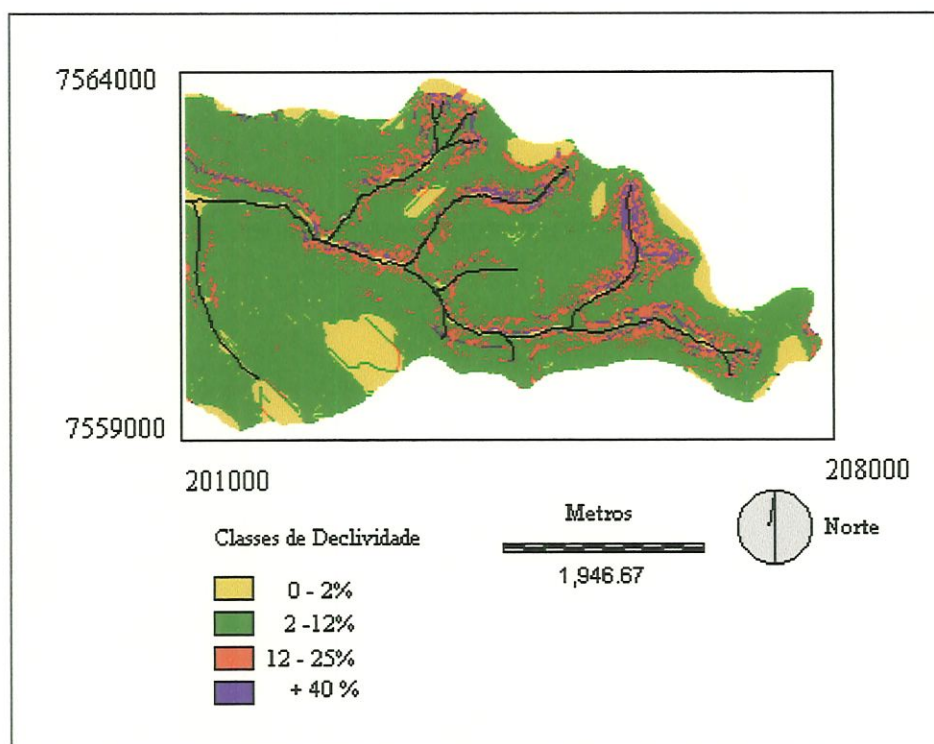 7564000
7559000
201000
208000
Classes de Declividade
0 - 2%
2 -12%
12 - 25%
+ 40 %
Metros
1,946.67
Norte